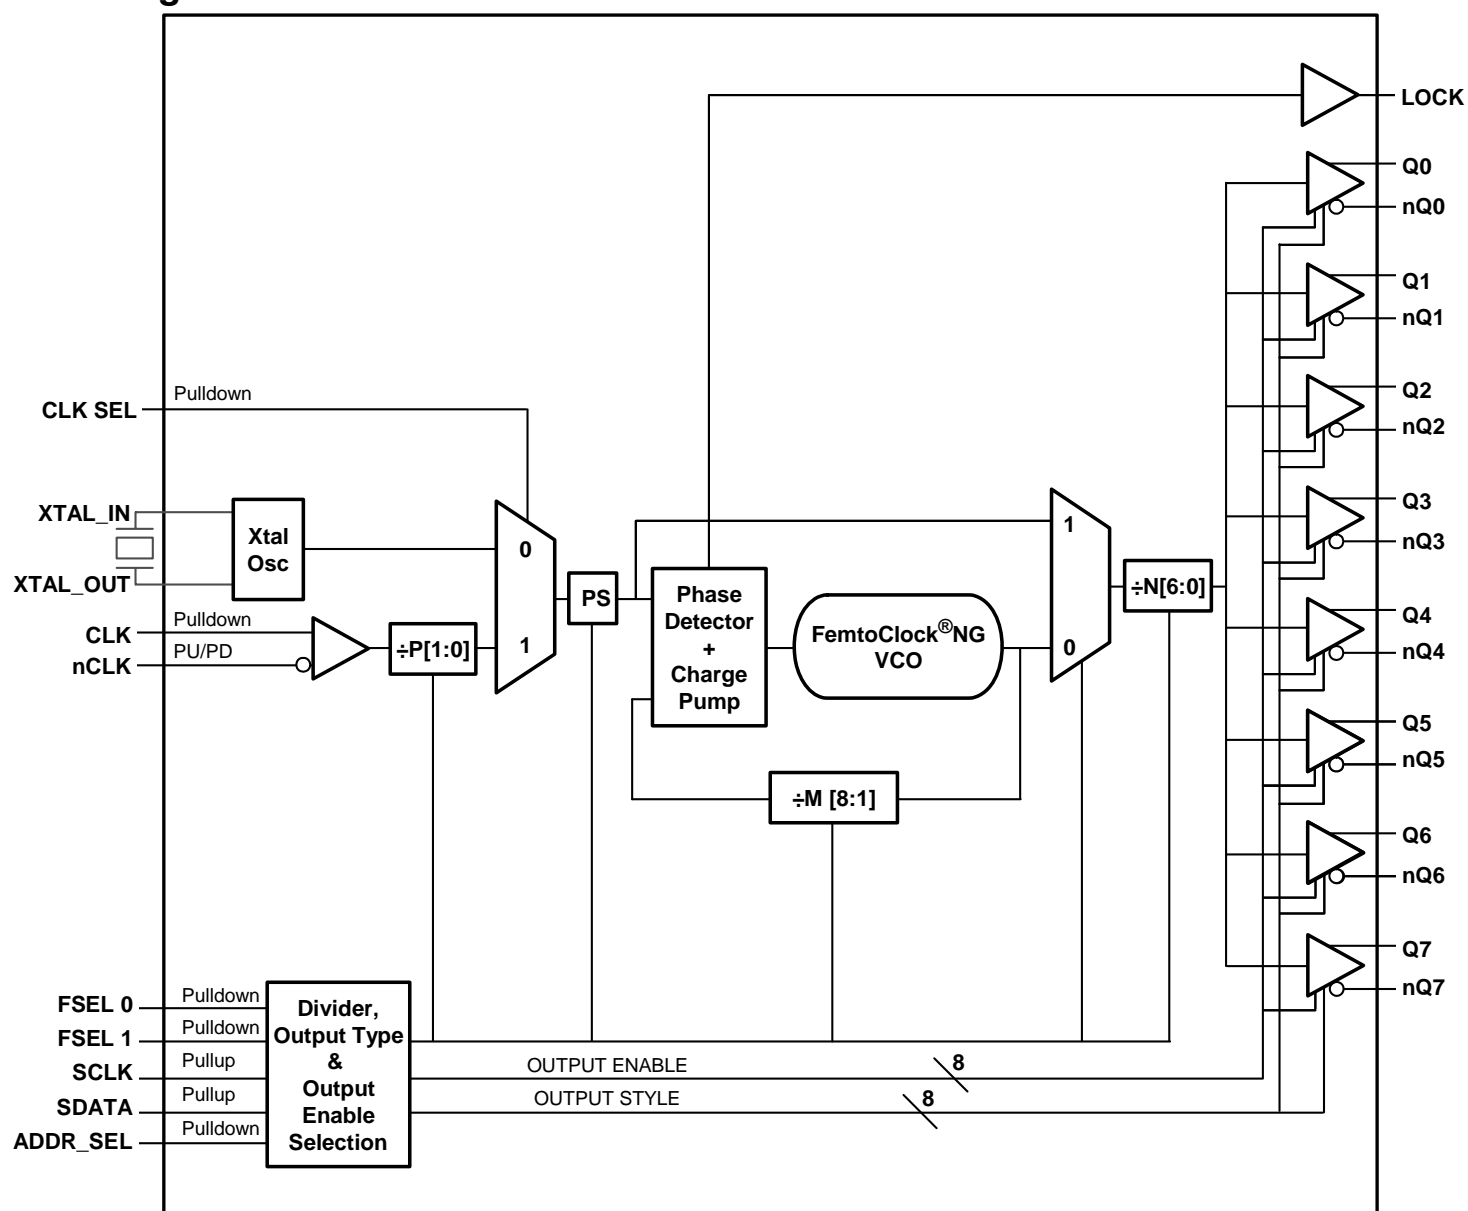 g
LOCK
Q0
nQ0
Q1
nQ1
Q2
nQ2
Q3
nQ3
Q4
nQ4
Q5
nQ5
Q6
nQ6
Q7
nQ7
CLK SEL
Pulldown
XTAL_IN
XTAL_OUT
Xtal
Osc
CLK
Pulldown
nCLK
PU/PD
÷P[1:0]
0
1
PS
Phase
Detector
+
Charge
Pump
FemtoClock®NG
VCO
÷M [8:1]
1
0
÷N[6:0]
FSEL 0
Pulldown
FSEL 1
Pulldown
SCLK
Pullup
SDATA
Pullup
ADDR_SEL
Pulldown
Divider,
Output Type
&
Output
Enable
Selection
OUTPUT ENABLE
8
OUTPUT STYLE
8